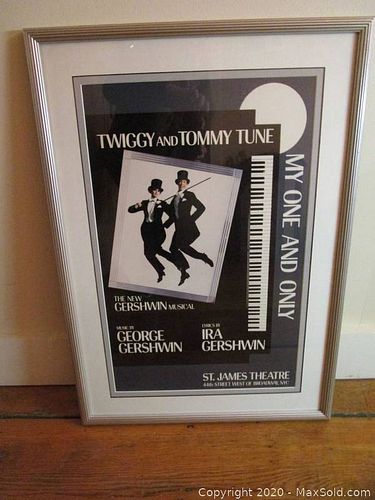 TWIGGY AND TOMMY TUNE
MY ONE AND ONLY
THE NEW
GERSHWIN MUSICAL
MUSIC BY
GEORGE
GERSHWIN
LYRICS BY
IRA
GERSHWIN
ST. JAMES THEATRE
44th STREET WEST OF BROADWAY, NYC
Copyright © 2020 - MaxSold.com